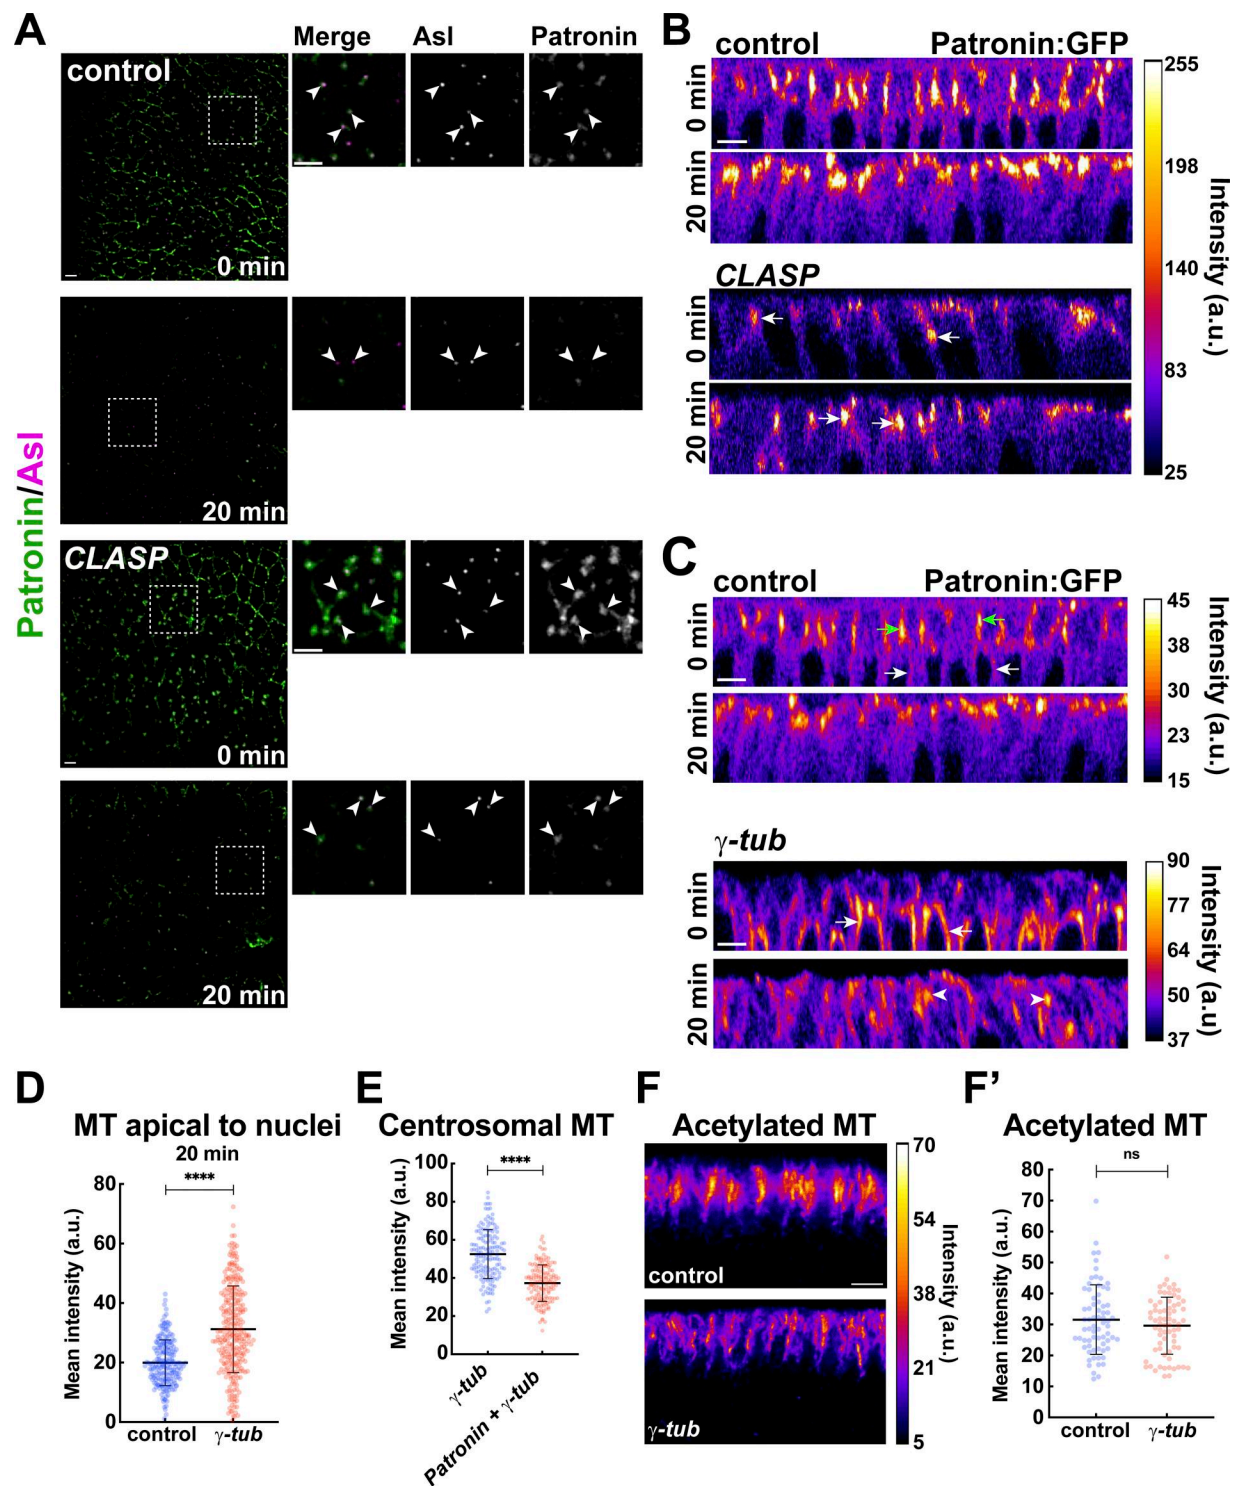 A
Merge
Asl
Patronin
control
0 min
20 min
CLASP
0 min
20 min
Patronin/Asl
B
control
Patronin:GFP
0 min
20 min
CLASP
0 min
20 min
255
198
140
83
25
Intensity (a.u.)
C
control
Patronin:GFP
0 min
20 min
45
38
30
23
15
Intensity (a.u.)
γ-tub
0 min
20 min
90
77
64
50
37
Intensity (a.u)
D
MT apical to nuclei
20 min
****
Mean intensity (a.u.)
80
60
40
20
0
control
γ-tub
E
Centrosomal MT
****
Mean intensity (a.u.)
100
80
60
40
20
0
γ-tub
Patronin + γ-tub
F
Acetylated MT
control
γ-tub
70
54
38
21
5
Intensity (a.u.)
F’
Acetylated MT
ns
Mean intensity (a.u.)
80
70
60
50
40
30
20
10
0
control
γ-tub